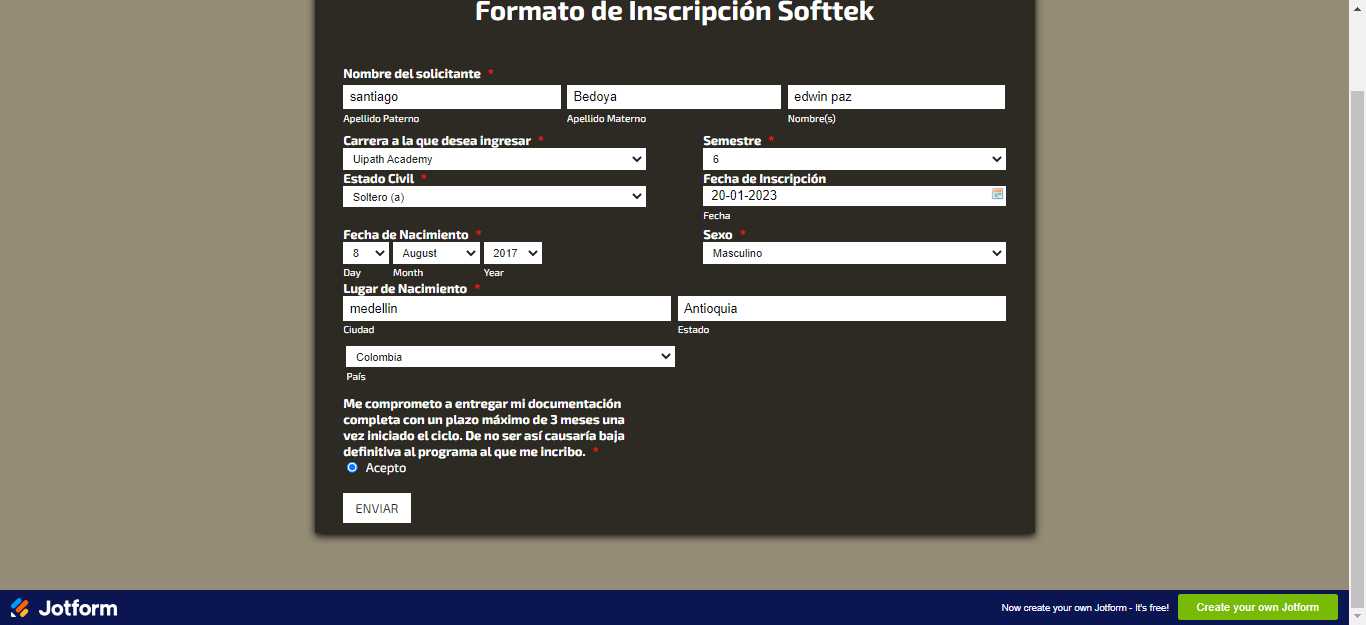 Formato de Inscripción Softtek
Nombre del solicitante *
santiago Bedoya edwin paz
Apellido Paterno Apellido Materno Nombre(s)
Carrera a la que desea ingresar * Semestre *
Uipath Academy 6
Estado Civil * Fecha de Inscripción
Soltero (a) 20-01-2023
Fecha
Fecha de Nacimiento * Sexo *
8 August 2017 Masculino
Day Month Year
Lugar de Nacimiento *
medellin Antioquia
Ciudad Estado
Colombia
País
Me comprometo a entregar mi documentación
completa con un plazo máximo de 3 meses una
vez iniciado el ciclo. De no ser así causaría baja
definitiva al programa al que me incribo. *
Acepto
ENVIAR
Jotform Now create your own Jotform - It's free! Create your own Jotform